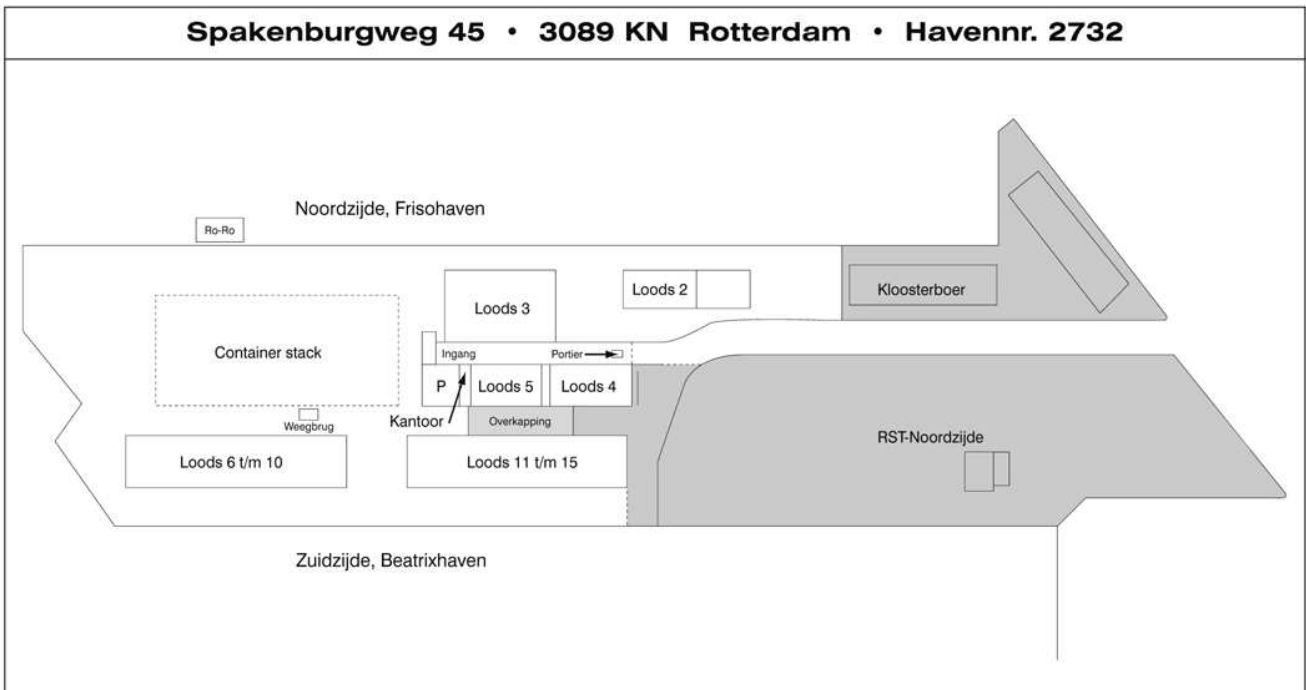 Spakenburgweg 45 • 3089 KN Rotterdam • Havennr. 2732
Noordzijde, Frisohaven
Ro-Ro
Loods 2
Kloosterboer
Loods 3
Container stack
Ingang
Portier
P
Loods 5
Loods 4
Kantoor
Overkapping
Weegbrug
RST-Noordzijde
Loods 6 t/m 10
Loods 11 t/m 15
Zuidzijde, Beatrixhaven